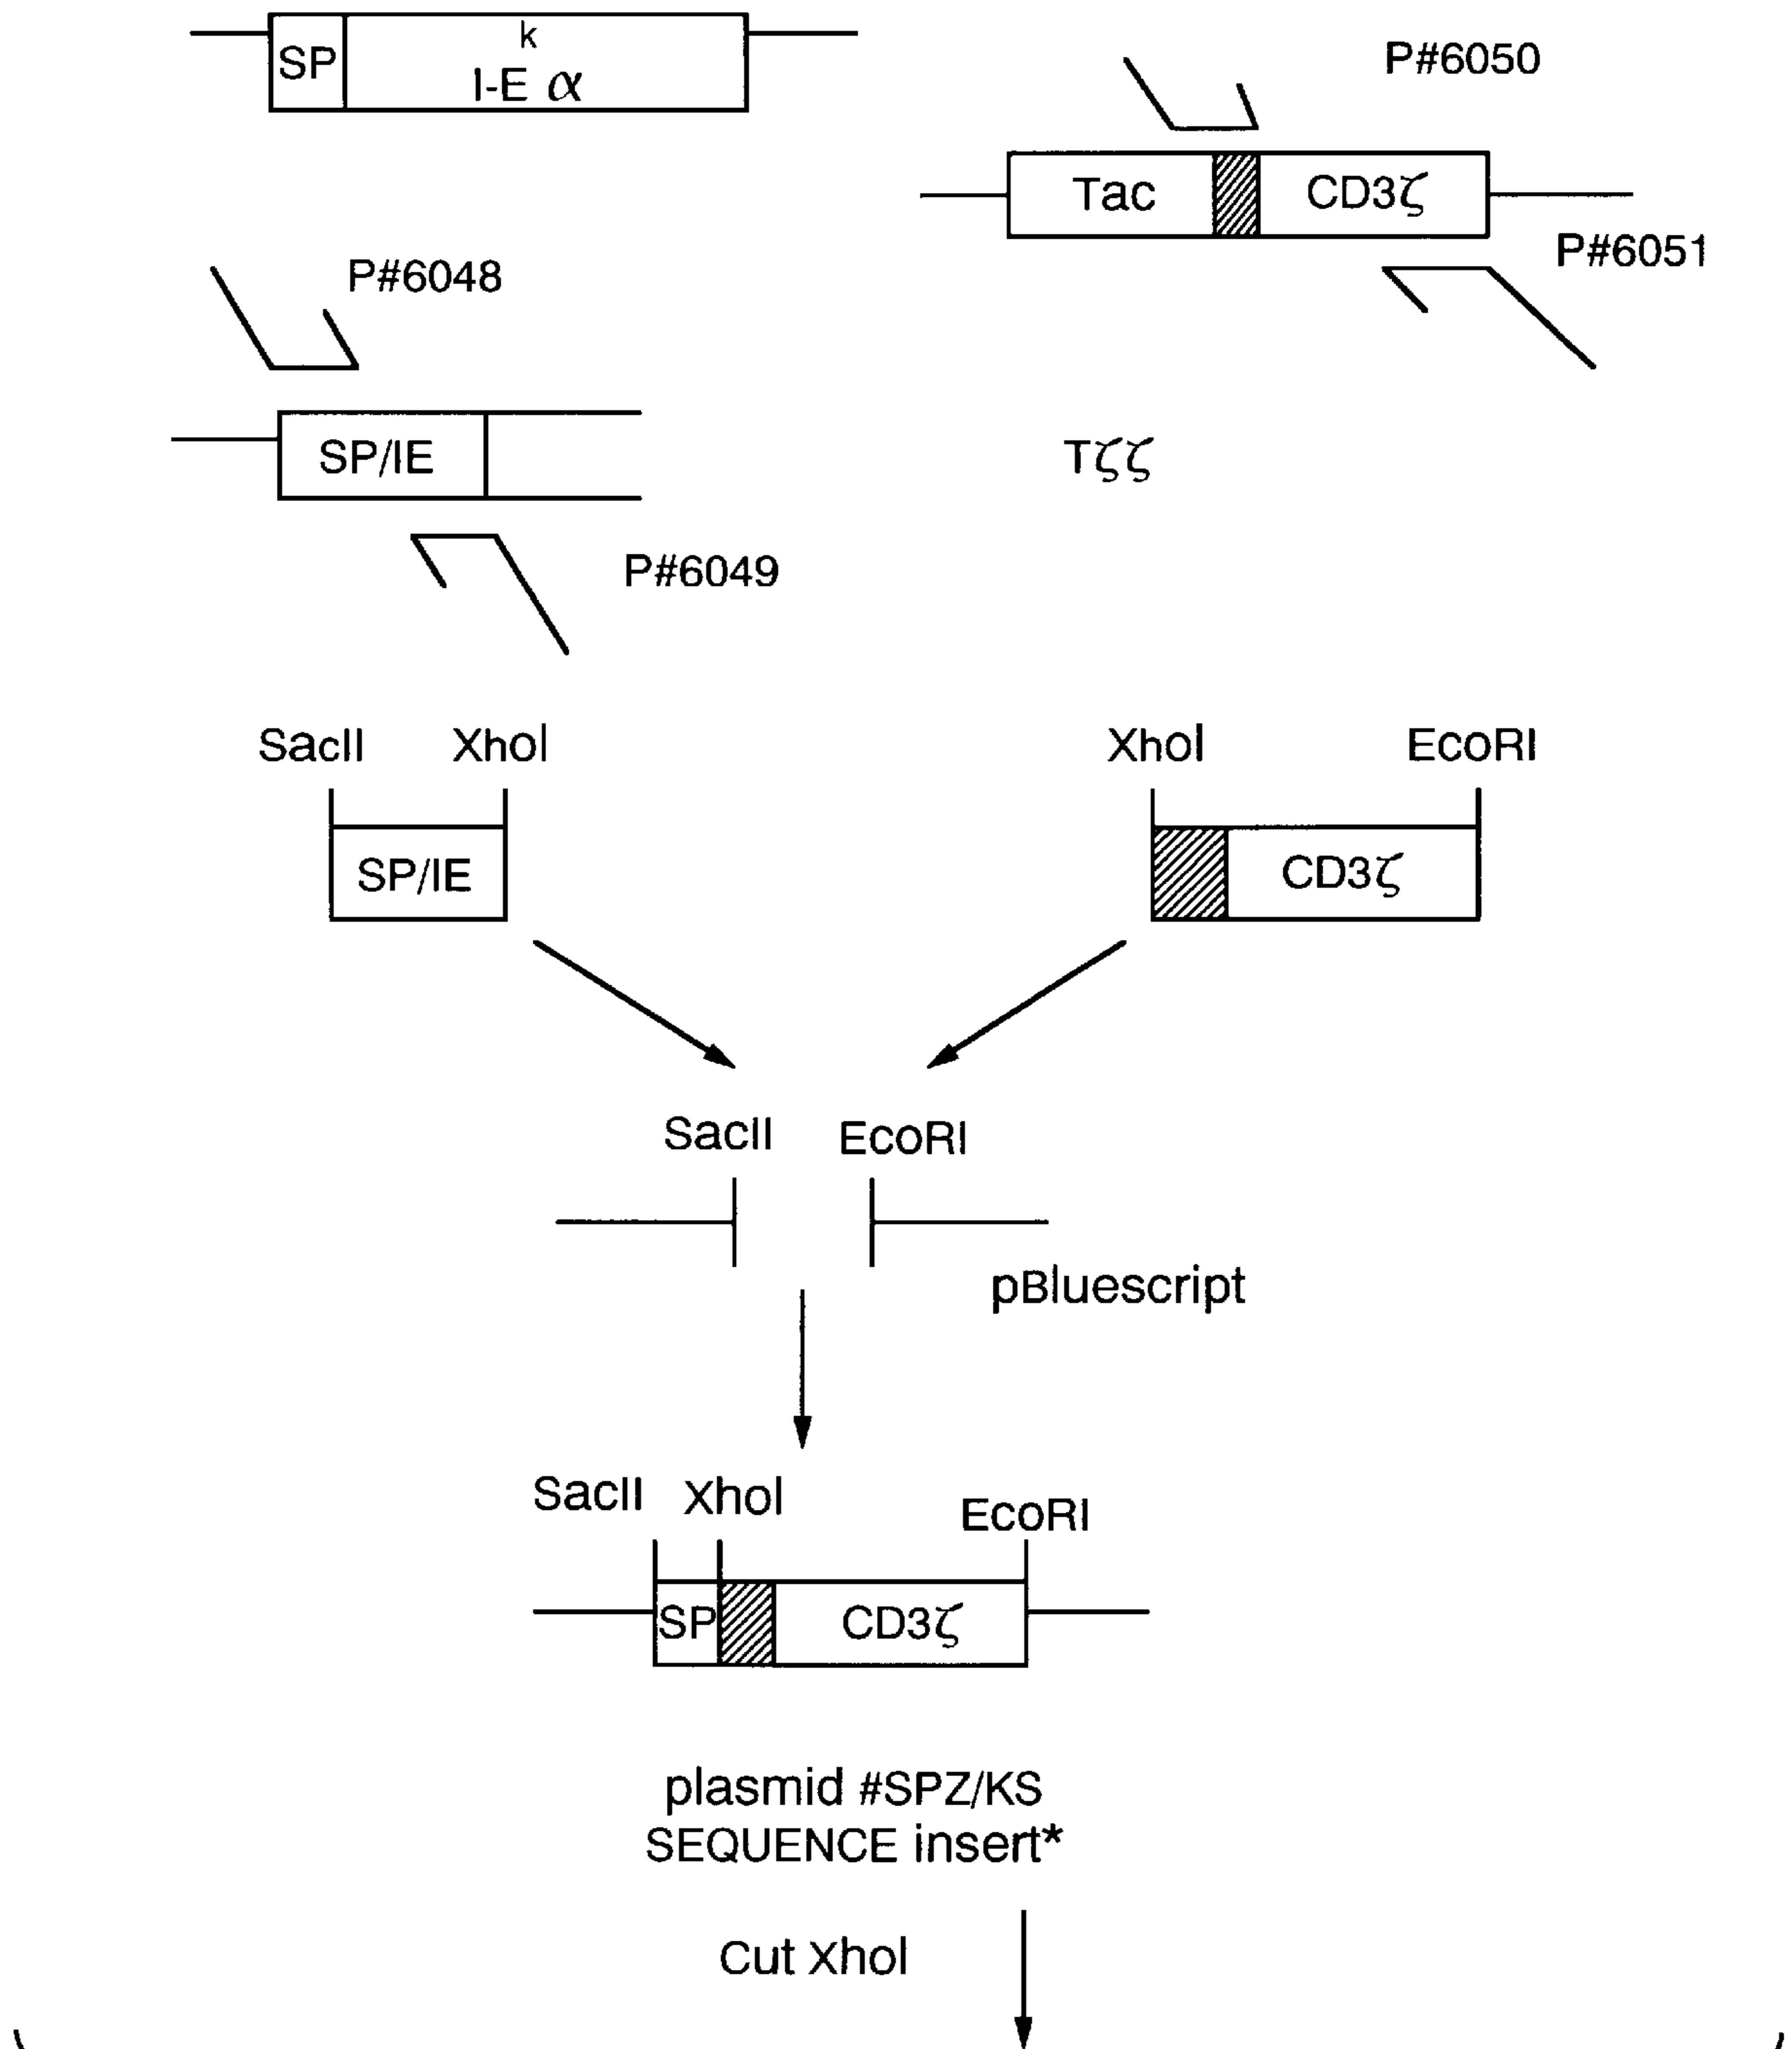 SP
k
I-E α
P#6050
Tac
CD3ζ
P#6051
P#6048
SP/IE
Tζζ
P#6049
SacII XhoI
XhoI EcoRI
SP/IE
CD3ζ
SacII EcoRI
pBluescript
SacII XhoI EcoRI
SP
CD3ζ
plasmid #SPZ/KS
SEQUENCE insert*
Cut XhoI